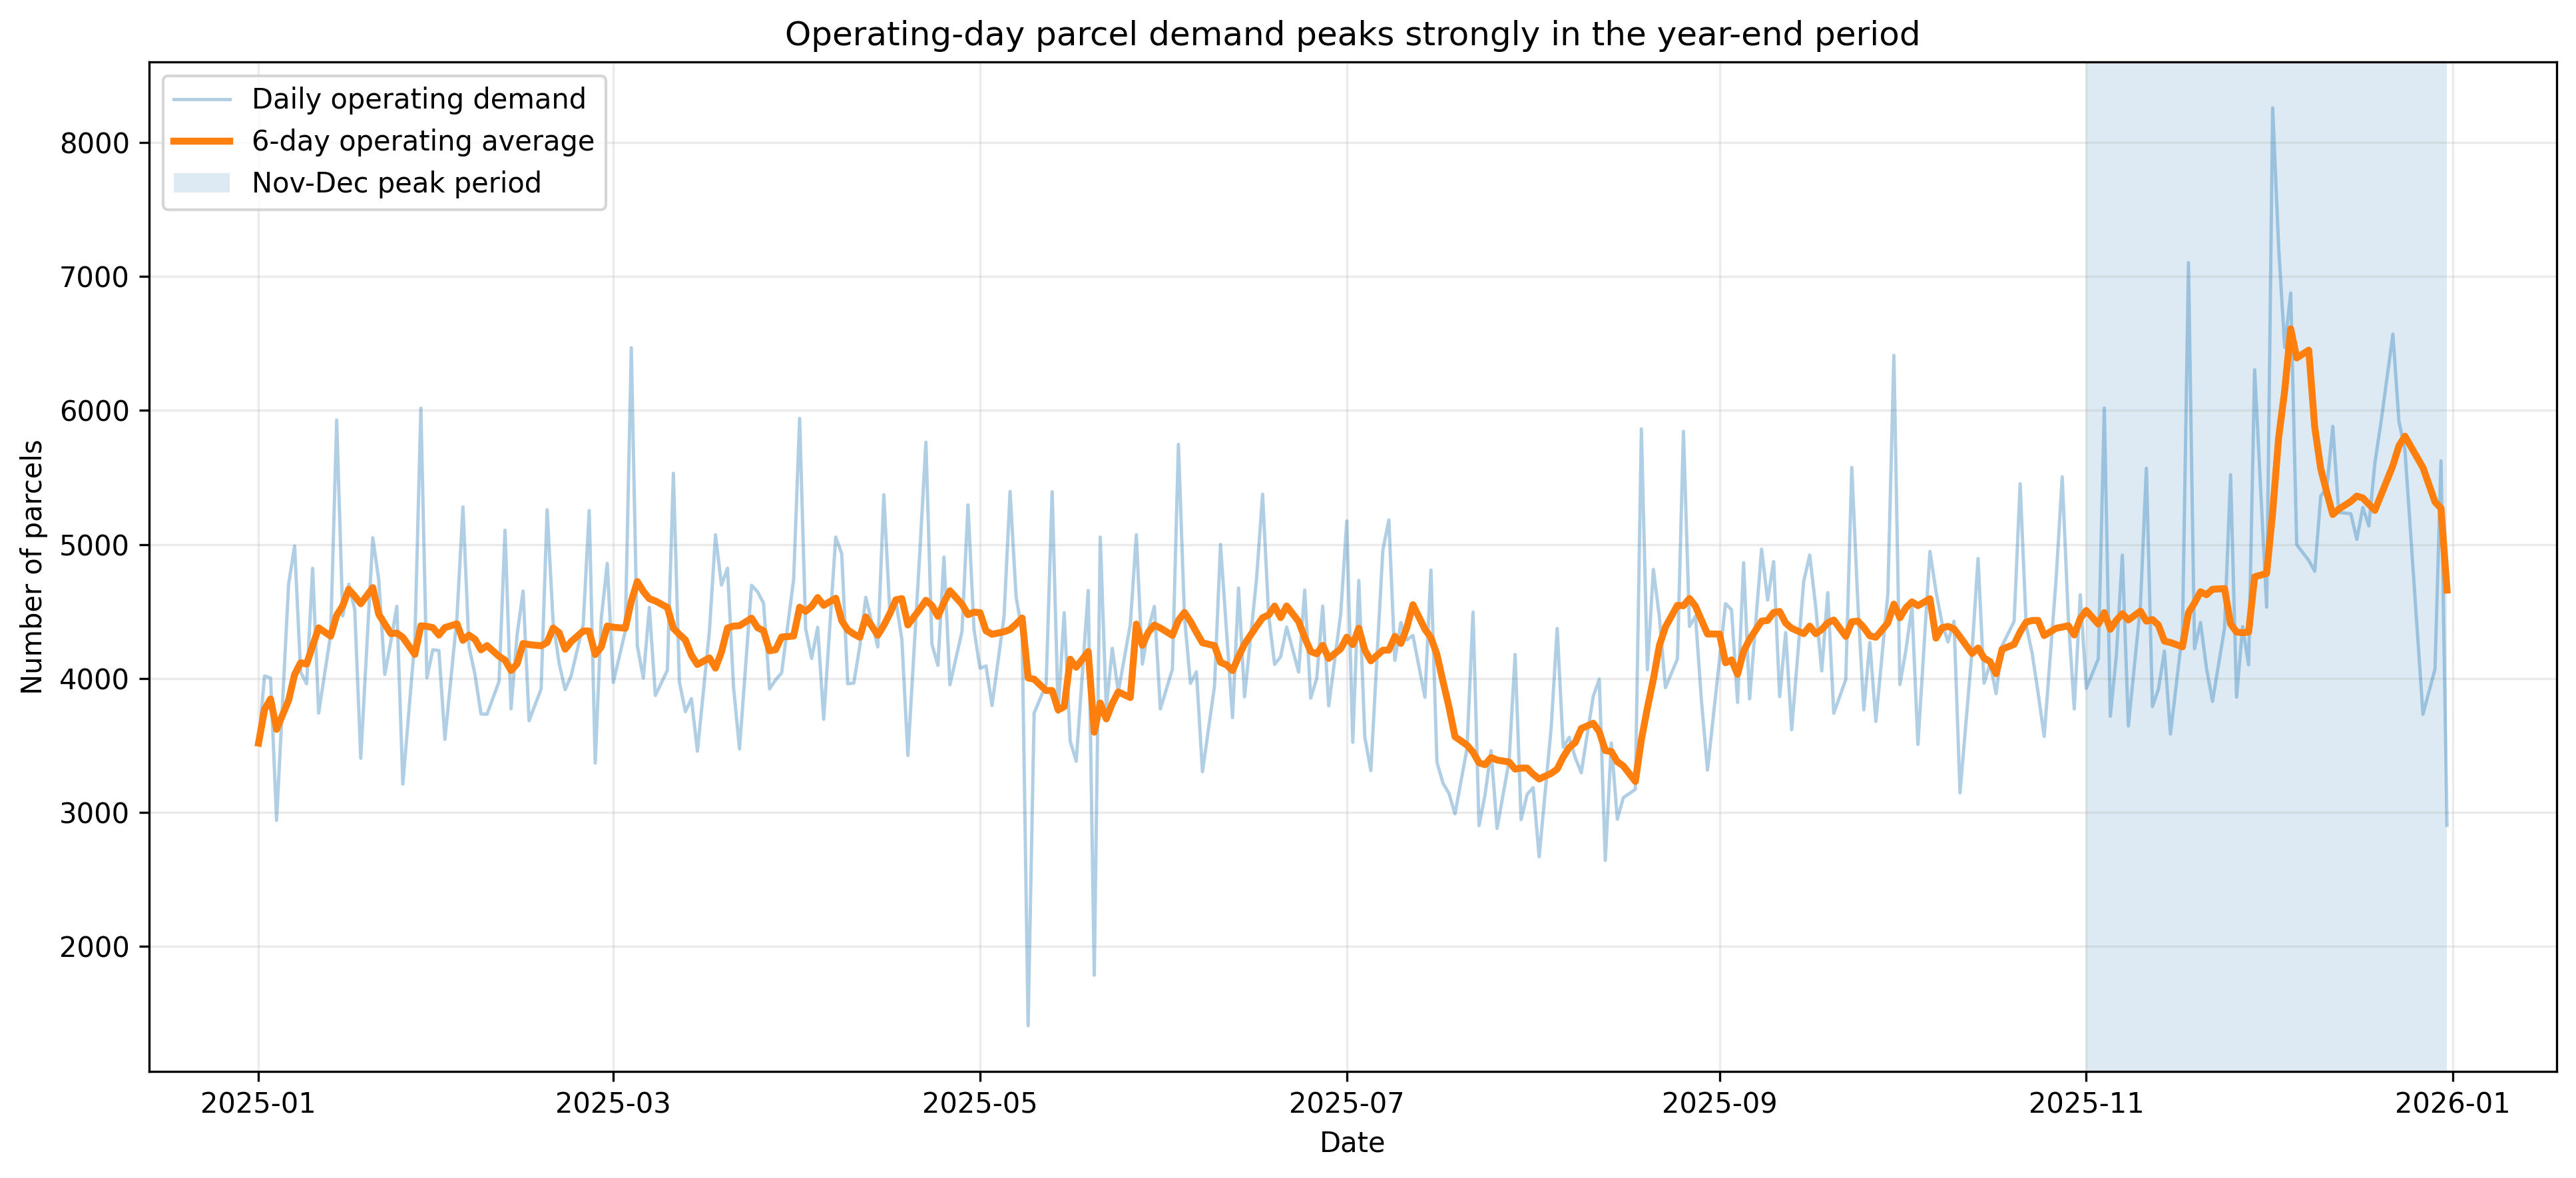 Operating-day parcel demand peaks strongly in the year-end period
Daily operating demand
6-day operating average
Nov-Dec peak period
Number of parcels
8000
7000
6000
5000
4000
3000
2000
2025-01
2025-03
2025-05
2025-07
2025-09
2025-11
2026-01
Date